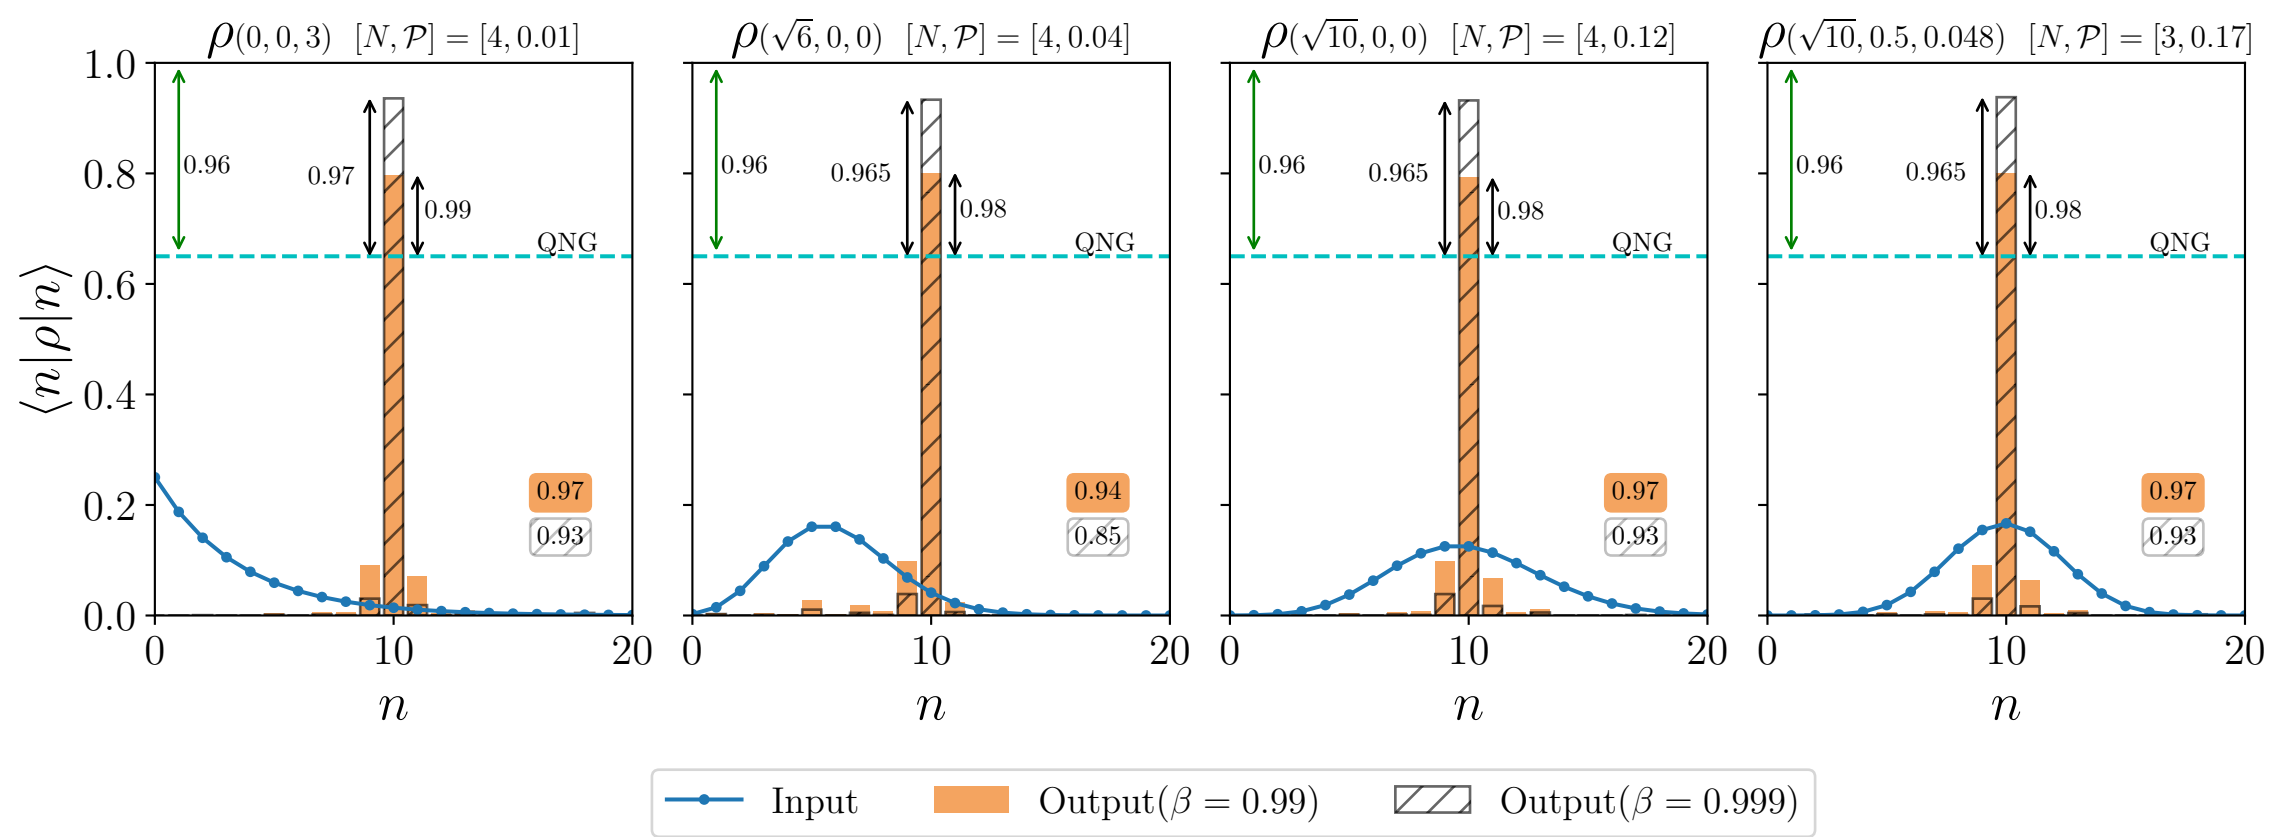 ρ(0, 0, 3) [N, 𝒫] = [4, 0.01]
ρ(√6, 0, 0) [N, 𝒫] = [4, 0.04]
ρ(√10, 0, 0) [N, 𝒫] = [4, 0.12]
ρ(√10, 0.5, 0.048) [N, 𝒫] = [3, 0.17]
⟨n|ρ|n⟩
1.0
0.8
0.6
0.4
0.2
0.0
0.96
0.97
0.99
QNG
0.97
0.93
0
10
20
n
0.96
0.965
0.98
QNG
0.94
0.85
0
10
20
n
0.96
0.965
0.98
QNG
0.97
0.93
0
10
20
n
0.96
0.965
0.98
QNG
0.97
0.93
0
10
20
n
Input
Output(β = 0.99)
Output(β = 0.999)